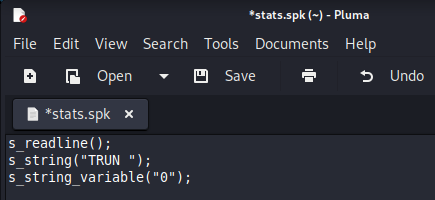 *stats.spk (~) - Pluma
File Edit View Search Tools Documents Help
Open Save Undo
*stats.spk ×
s_readline();
s_string("TRUN ");
s_string_variable("0");